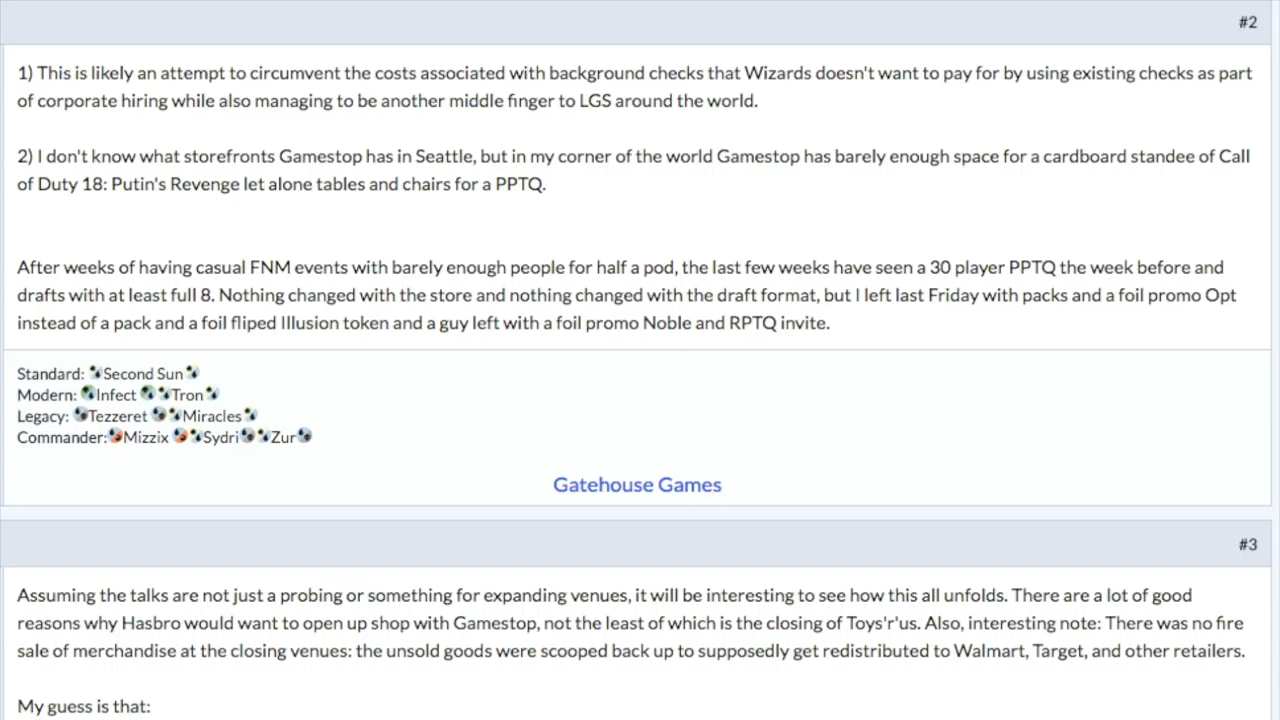 #2
1) This is likely an attempt to circumvent the costs associated with background checks that Wizards doesn't want to pay for by using existing checks as part
of corporate hiring while also managing to be another middle finger to LGS around the world.
2) I don't know what storefronts Gamestop has in Seattle, but in my corner of the world Gamestop has barely enough space for a cardboard standee of Call
of Duty 18: Putin's Revenge let alone tables and chairs for a PPTQ.
After weeks of having casual FNM events with barely enough people for half a pod, the last few weeks have seen a 30 player PPTQ the week before and
drafts with at least full 8. Nothing changed with the store and nothing changed with the draft format, but I left last Friday with packs and a foil promo Opt
instead of a pack and a foil fliped Illusion token and a guy left with a foil promo Noble and RPTQ invite.
Standard: Second Sun
Modern: Infect Tron
Legacy: Tezzeret Miracles
Commander: Mizzix Sydri Zur
Gatehouse Games
#3
Assuming the talks are not just a probing or something for expanding venues, it will be interesting to see how this all unfolds. There are a lot of good
reasons why Hasbro would want to open up shop with Gamestop, not the least of which is the closing of Toys'r'us. Also, interesting note: There was no fire
sale of merchandise at the closing venues: the unsold goods were scooped back up to supposedly get redistributed to Walmart, Target, and other retailers.
My guess is that: